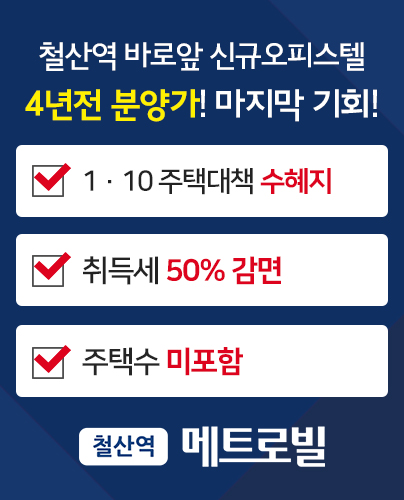 철산역 바로앞 신규오피스텔
4년전 분양가! 마지막 기회!
1 · 10 주택대책 수혜지
취득세 50% 감면
주택수 미포함
철산역 메트로빌